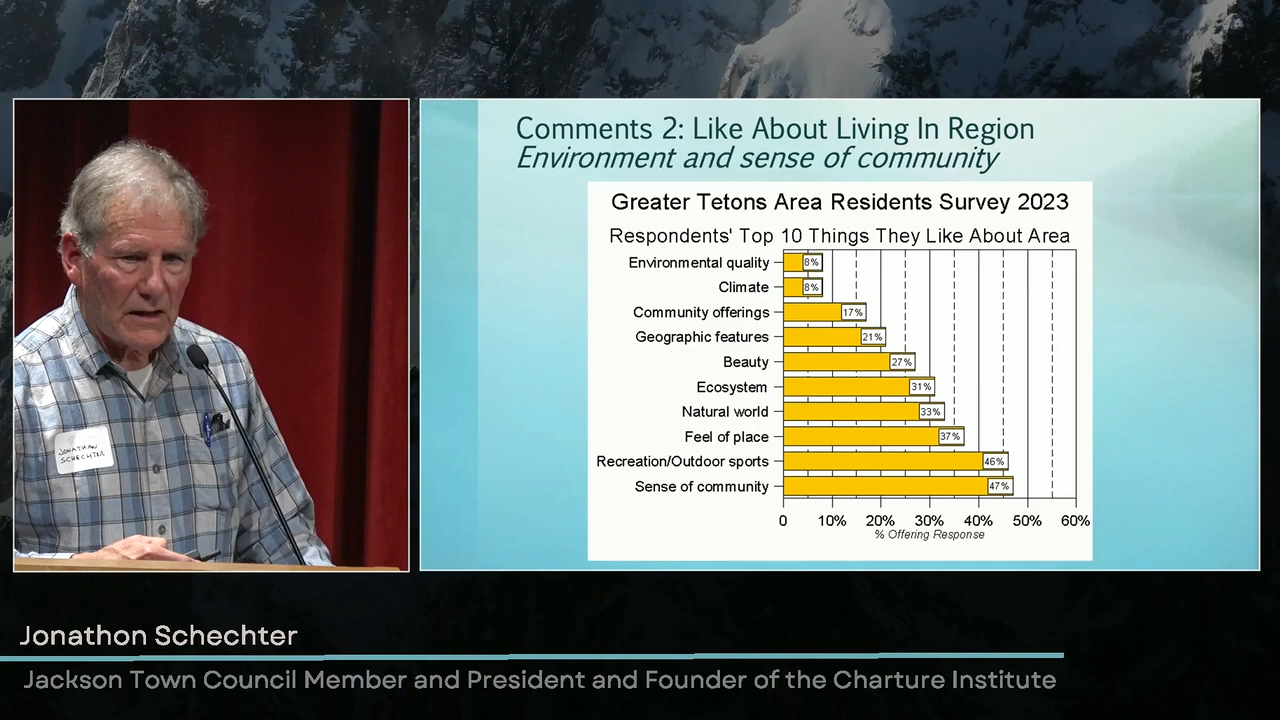 Comments 2: Like About Living In Region
Environment and sense of community
Greater Tetons Area Residents Survey 2023
Respondents' Top 10 Things They Like About Area
Environmental quality 8%
Climate 8%
Community offerings 17%
Geographic features 21%
Beauty 27%
Ecosystem 31%
Natural world 33%
Feel of place 37%
Recreation/Outdoor sports 46%
Sense of community 47%
0 10% 20% 30% 40% 50% 60%
% Offering Response
JONATHAN
SCHECHTER
Jonathon Schechter
Jackson Town Council Member and President and Founder of the Charture Institute